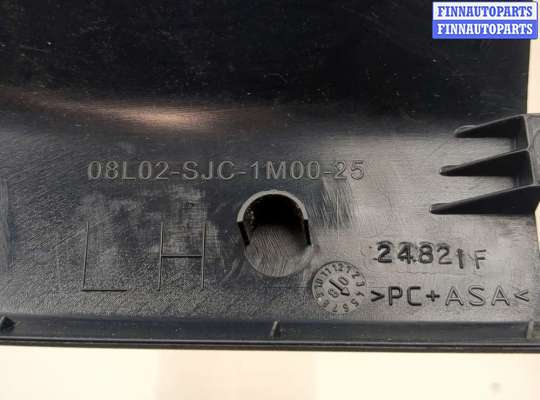 FINNAUTOPARTS
FINNAUTOPARTS
08L02-SJC-1M00-25
LH
24821F
>PC+ASA<